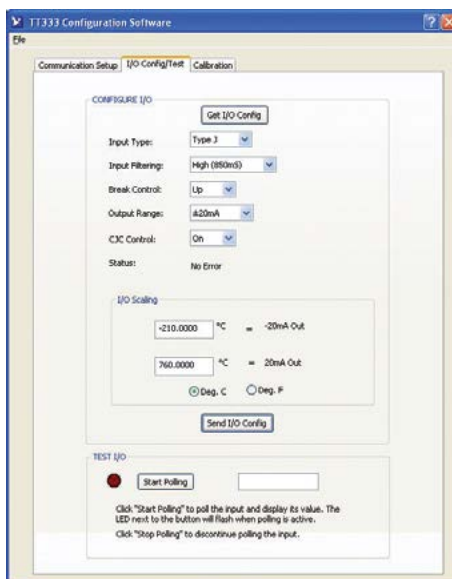 TT333 Configuration Software
File
Communication Setup I/O Config/Test Calibration
CONFIGURE I/O
Get I/O Config
Input Type: Type J
Input Filtering: High (850mS)
Break Control: Up
Output Range: ±20mA
CJC Control: On
Status: No Error
I/O Scaling
-210.0000 °C = -20mA Out
760.0000 °C = 20mA Out
Deg. C Deg. F
Send I/O Config
TEST I/O
Start Polling
Click "Start Polling" to poll the input and display its value. The
LED next to the button will flash when polling is active.
Click "Stop Polling" to discontinue polling the input.